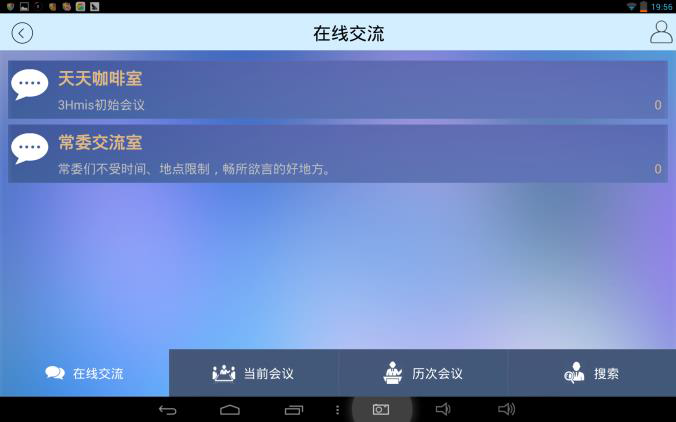 19:56
在线交流
天天咖啡室
3Hmis初始会议
0
常委交流室
常委们不受时间、地点限制，畅所欲言的好地方。
0
在线交流
当前会议
历次会议
搜索